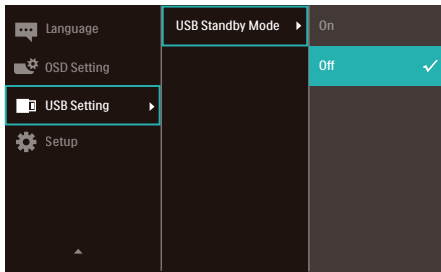 Language
OSD Setting
USB Setting
Setup
USB Standby Mode
On
Off